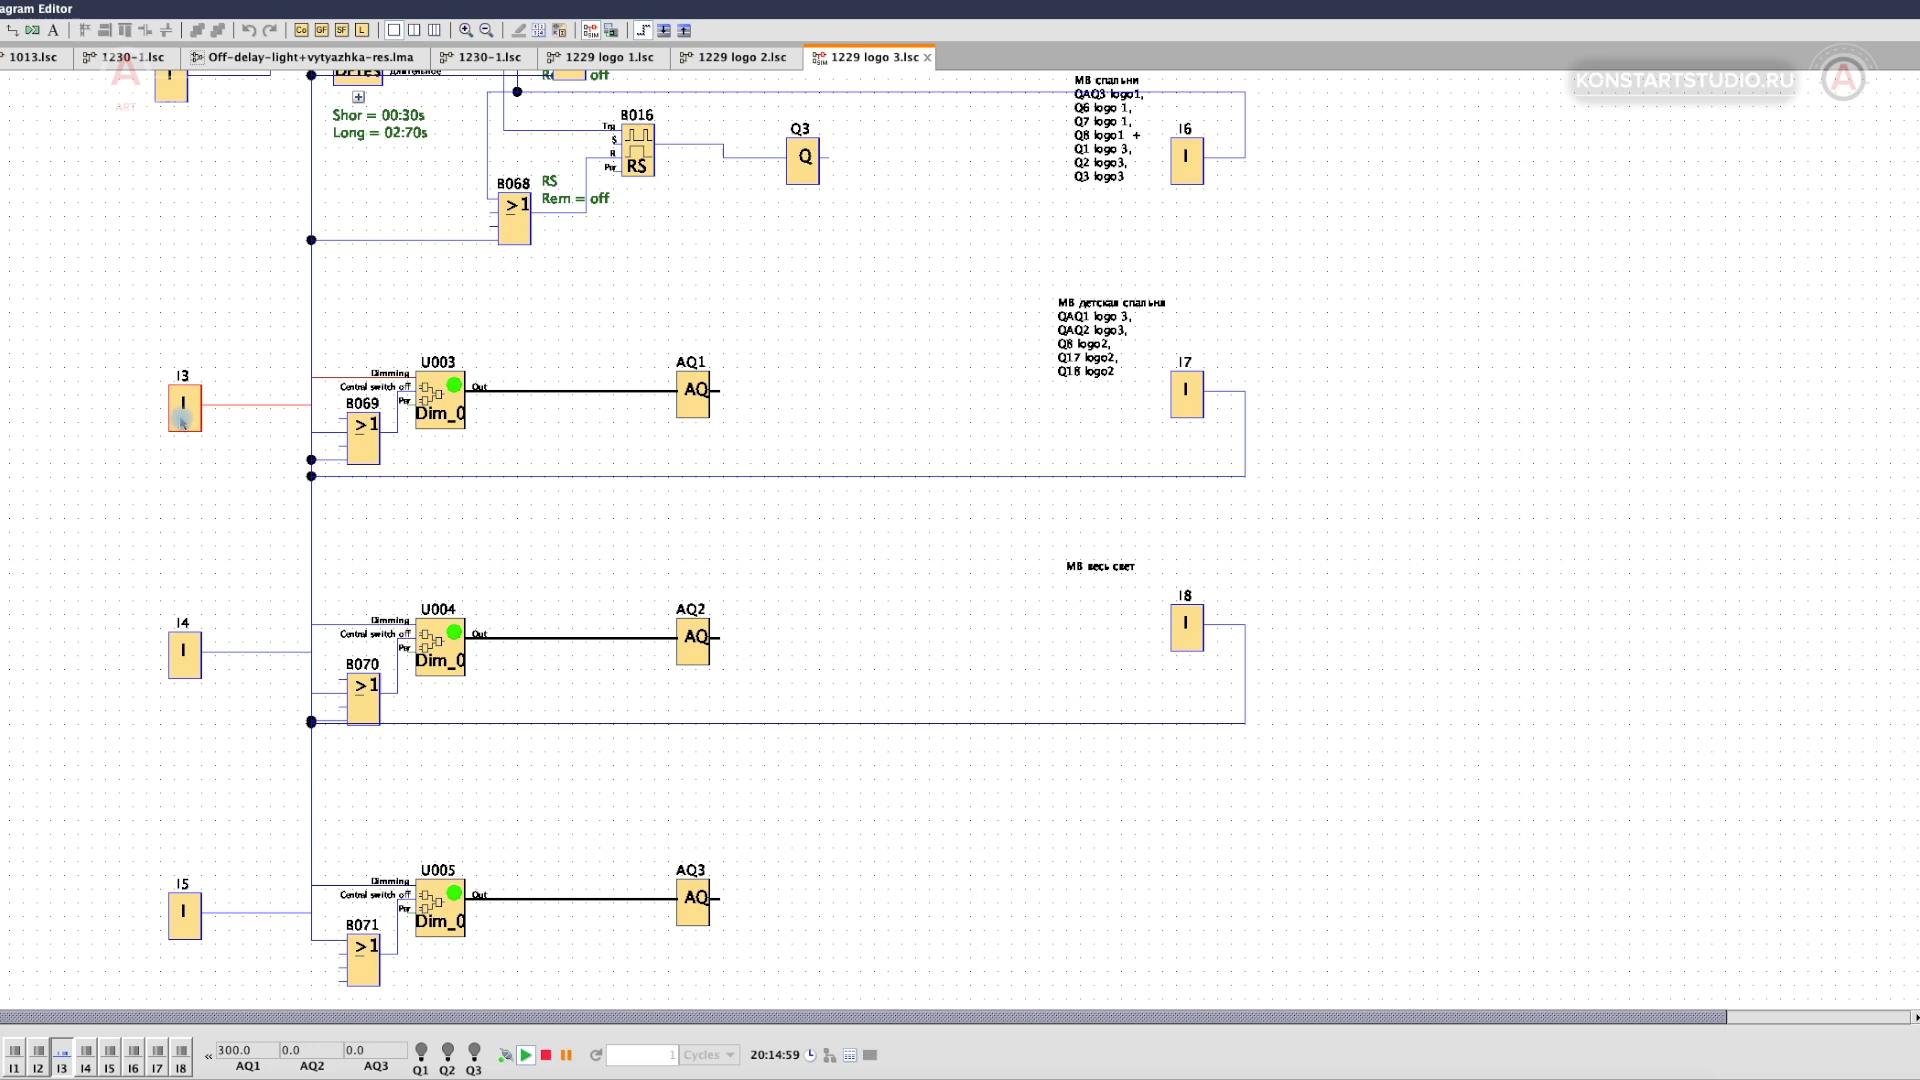 agram Editor
A
Co
GF
SF
L
1013.lsc
1230-1.lsc
Off-delay-light+vytyazhka-res.lma
1230-1.lsc
1229 logo 1.lsc
1229 logo 2.lsc
1229 logo 3.lsc
KONSTARTSTUDIO.RU
A
A
ART
I
off
Shor = 00:30s
Long = 02:70s
B016
Trg
S
R
Par
RS
Q3
Q
B068
≥1
RS
Rem = off
МВ спальни
QAQ3 logo1,
Q6 logo 1,
Q7 logo 1,
Q8 logo1 +
Q1 logo 3,
Q2 logo3,
Q3 logo3
I6
I
МВ детская спальня
QAQ1 logo 3,
QAQ2 logo3,
Q8 logo2,
Q17 logo2,
Q18 logo2
I7
I
I3
I
U003
Dimming
Central switch off
Par
Out
Dim_0
B069
≥1
AQ1
AQ
МВ весь свет
I8
I
I4
I
U004
Dimming
Central switch off
Par
Out
Dim_0
B070
≥1
AQ2
AQ
I5
I
U005
Dimming
Central switch off
Par
Out
Dim_0
B071
≥1
AQ3
AQ
I1 I2 I3 I4 I5 I6 I7 I8
« 300.0 0.0 0.0
AQ1 AQ2 AQ3
Q1 Q2 Q3
1 Cycles
20:14:59